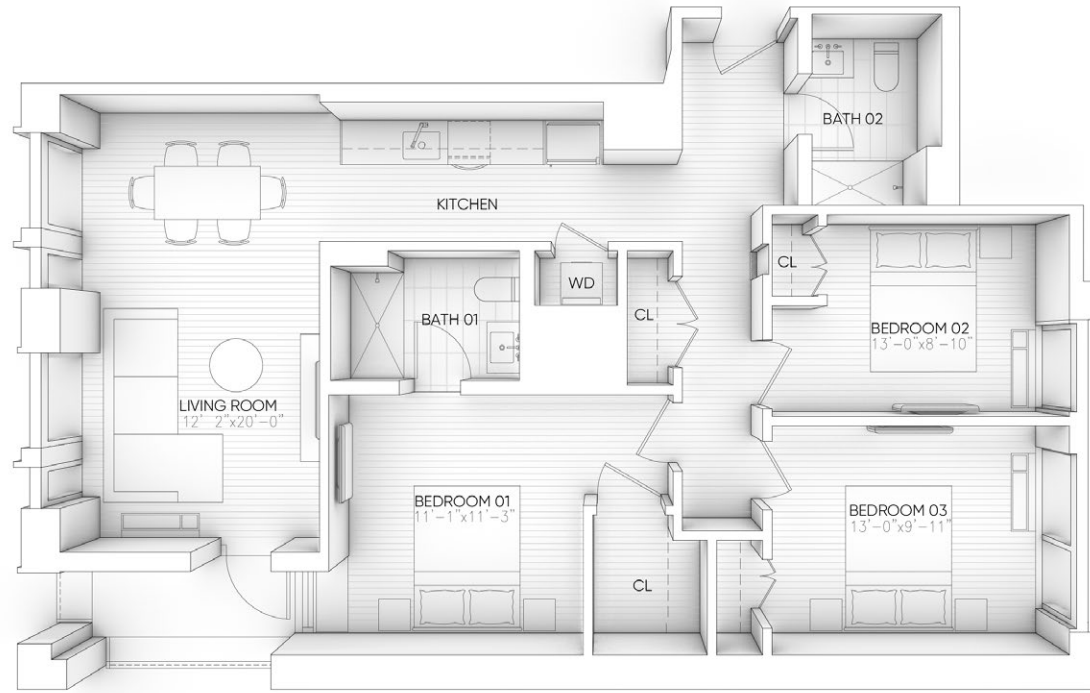 BATH 02
KITCHEN
CL
WD
CL
BATH 01
BEDROOM 02
13'-0"x8'-10"
LIVING ROOM
12' 2"x20'-0"
BEDROOM 01
11'-1"x11'-3"
BEDROOM 03
13'-0"x9'-11"
CL